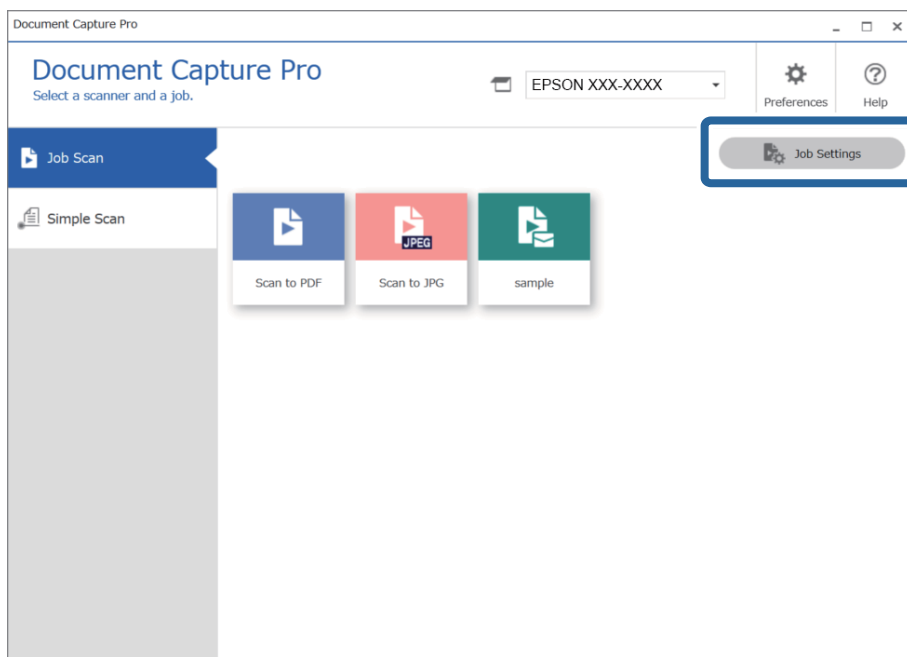 Document Capture Pro
Document Capture Pro
Select a scanner and a job.
EPSON XXX-XXXX
Preferences
Help
Job Scan
Job Settings
Simple Scan
JPEG
Scan to PDF
Scan to JPG
sample